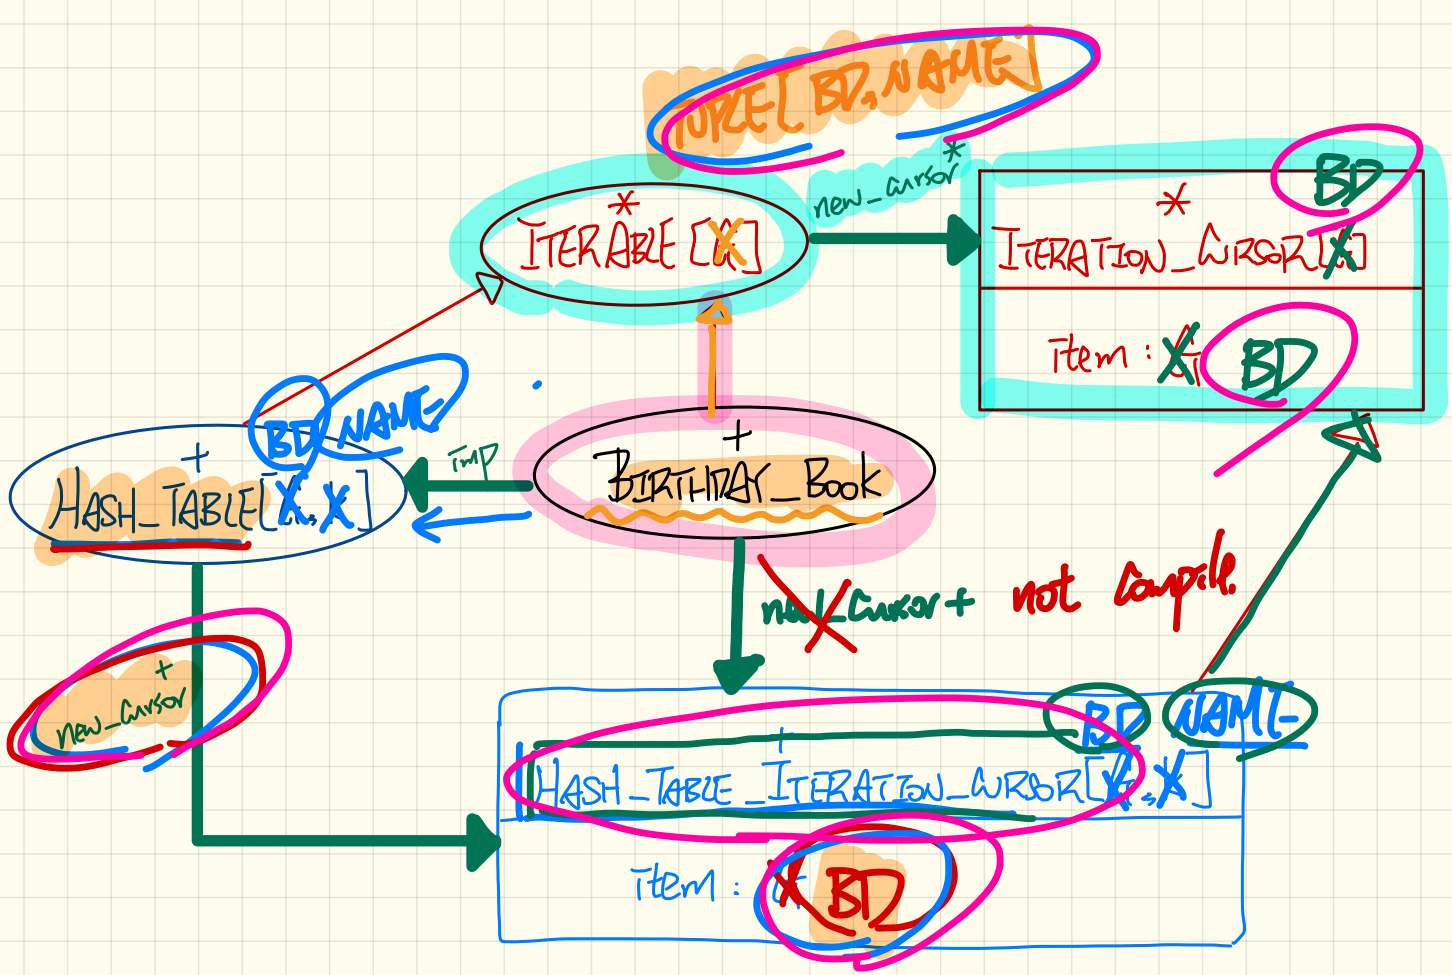 TUPLE[BD, NAME]
new_cursor*
BD
*
ITERABLE[G]
*
ITERATION_CURSOR[G]
item : G BD
BD NAME
+
HASH_TABLE[G, K]
imp
+
BIRTHDAY_BOOK
new_cursor+ not compile.
new_cursor+
BD NAME
+
HASH_TABLE_ITERATION_CURSOR[G, K]
item : G BD